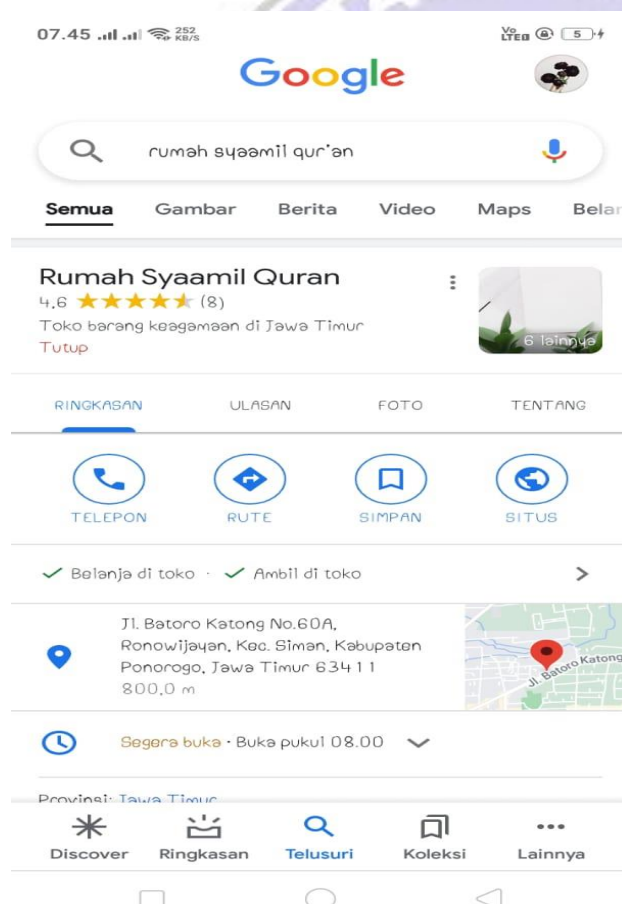 07.45 252 KB/S Vo LTE 5
Google
rumah syaamil qur'an
Semua Gambar Berita Video Maps Belar
Rumah Syaamil Quran
4,6 (8)
Toko barang keagamaan di Jawa Timur
Tutup
6 lainnya
RINGKASAN ULASAN FOTO TENTANG
TELEPON RUTE SIMPAN SITUS
Belanja di toko · Ambil di toko
Jl. Batoro Katong No.60A,
Ronowijayan, Kec. Siman, Kabupaten
Ponorogo, Jawa Timur 63411
800,0 m
Jl. Batoro Katong
Segera buka · Buka pukul 08.00
Provinsi: Jawa Timur
Discover Ringkasan Telusuri Koleksi Lainnya